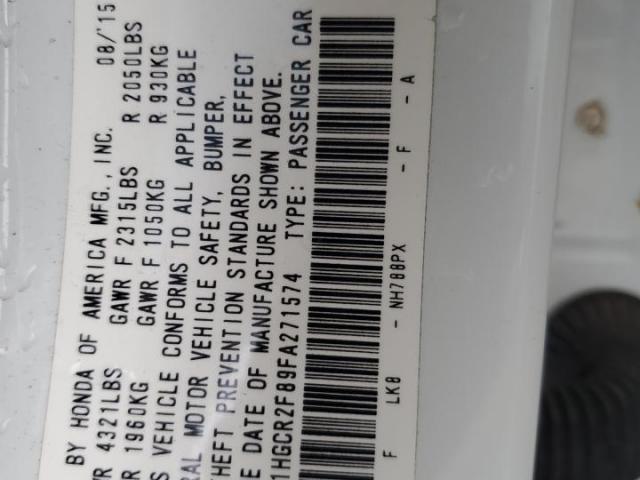 BY HONDA OF AMERICA MFG., INC. 08/'15
4321LBS GAWR F 2315LBS R 2050LBS
1960KG GAWR F 1050KG R 930KG
VEHICLE CONFORMS TO ALL APPLICABLE
MOTOR VEHICLE SAFETY, BUMPER,
THEFT PREVENTION STANDARDS IN EFFECT
DATE OF MANUFACTURE SHOWN ABOVE.
1HGCR2F89FA271574 TYPE: PASSENGER CAR
F LK8 - NH788PX - F - A